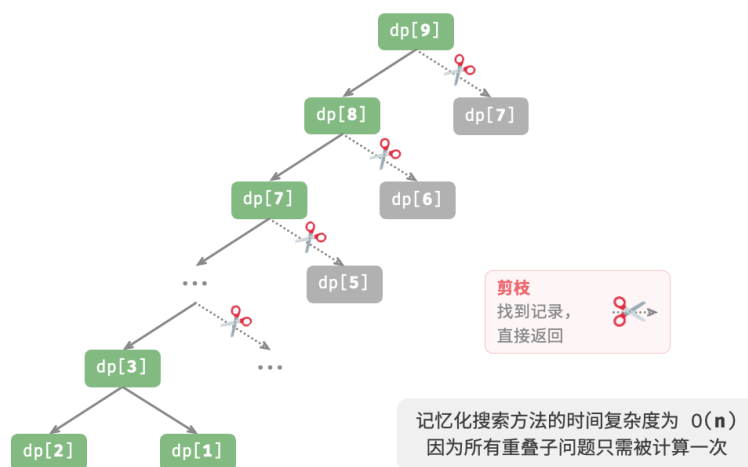 dp[9]
dp[8]
dp[7]
dp[7]
dp[6]
...
dp[5]
剪枝
找到记录，
直接返回
dp[3]
...
dp[2]
dp[1]
记忆化搜索方法的时间复杂度为 O(n)
因为所有重叠子问题只需被计算一次